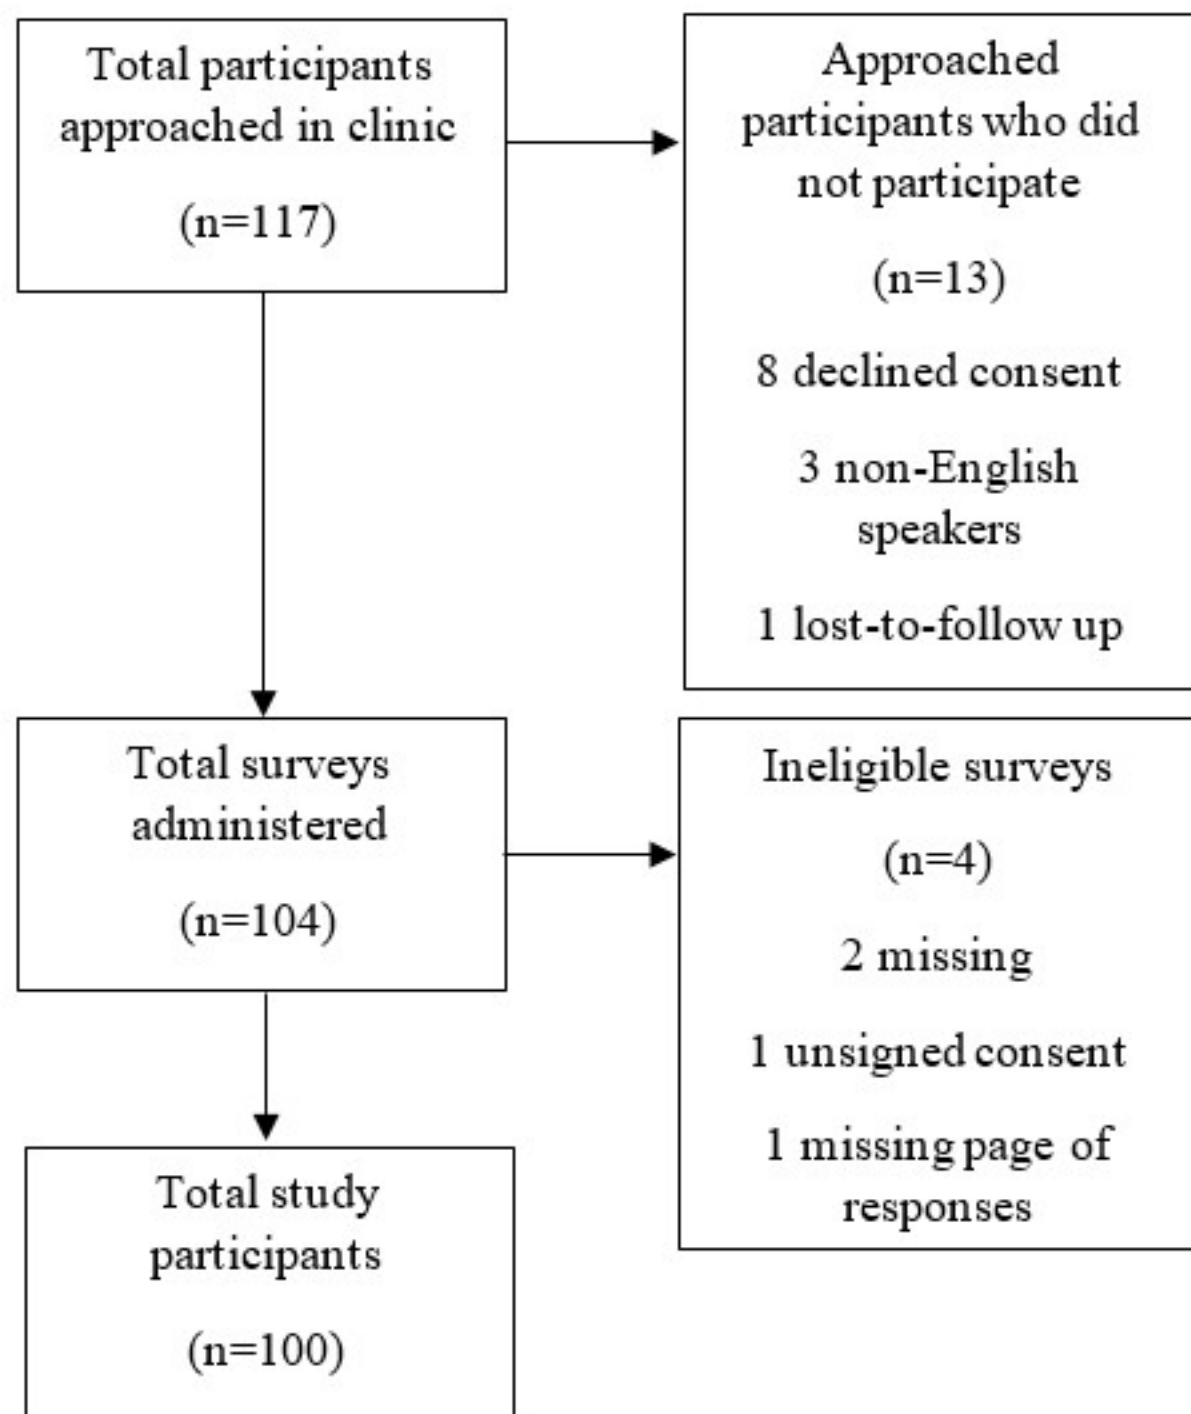 Total participants
approached in clinic
(n=117)
Approached
participants who did
not participate
(n=13)
8 declined consent
3 non-English
speakers
1 lost-to-follow up
Total surveys
administered
(n=104)
Ineligible surveys
(n=4)
2 missing
1 unsigned consent
1 missing page of
responses
Total study
participants
(n=100)